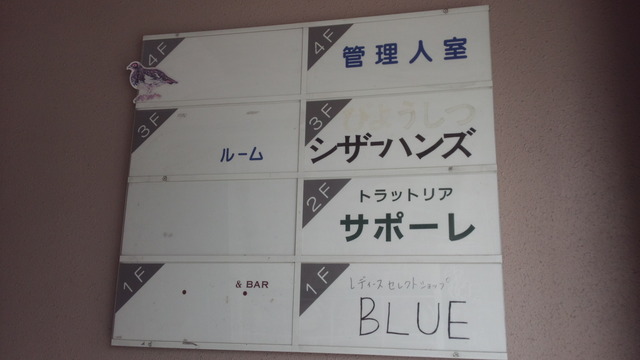 4F
4F
管理人室
3F
ルーム
3F
シザーハンズ
2F
トラットリア
サポーレ
1F
& BAR
1F
レディース セレクトショップ
BLUE